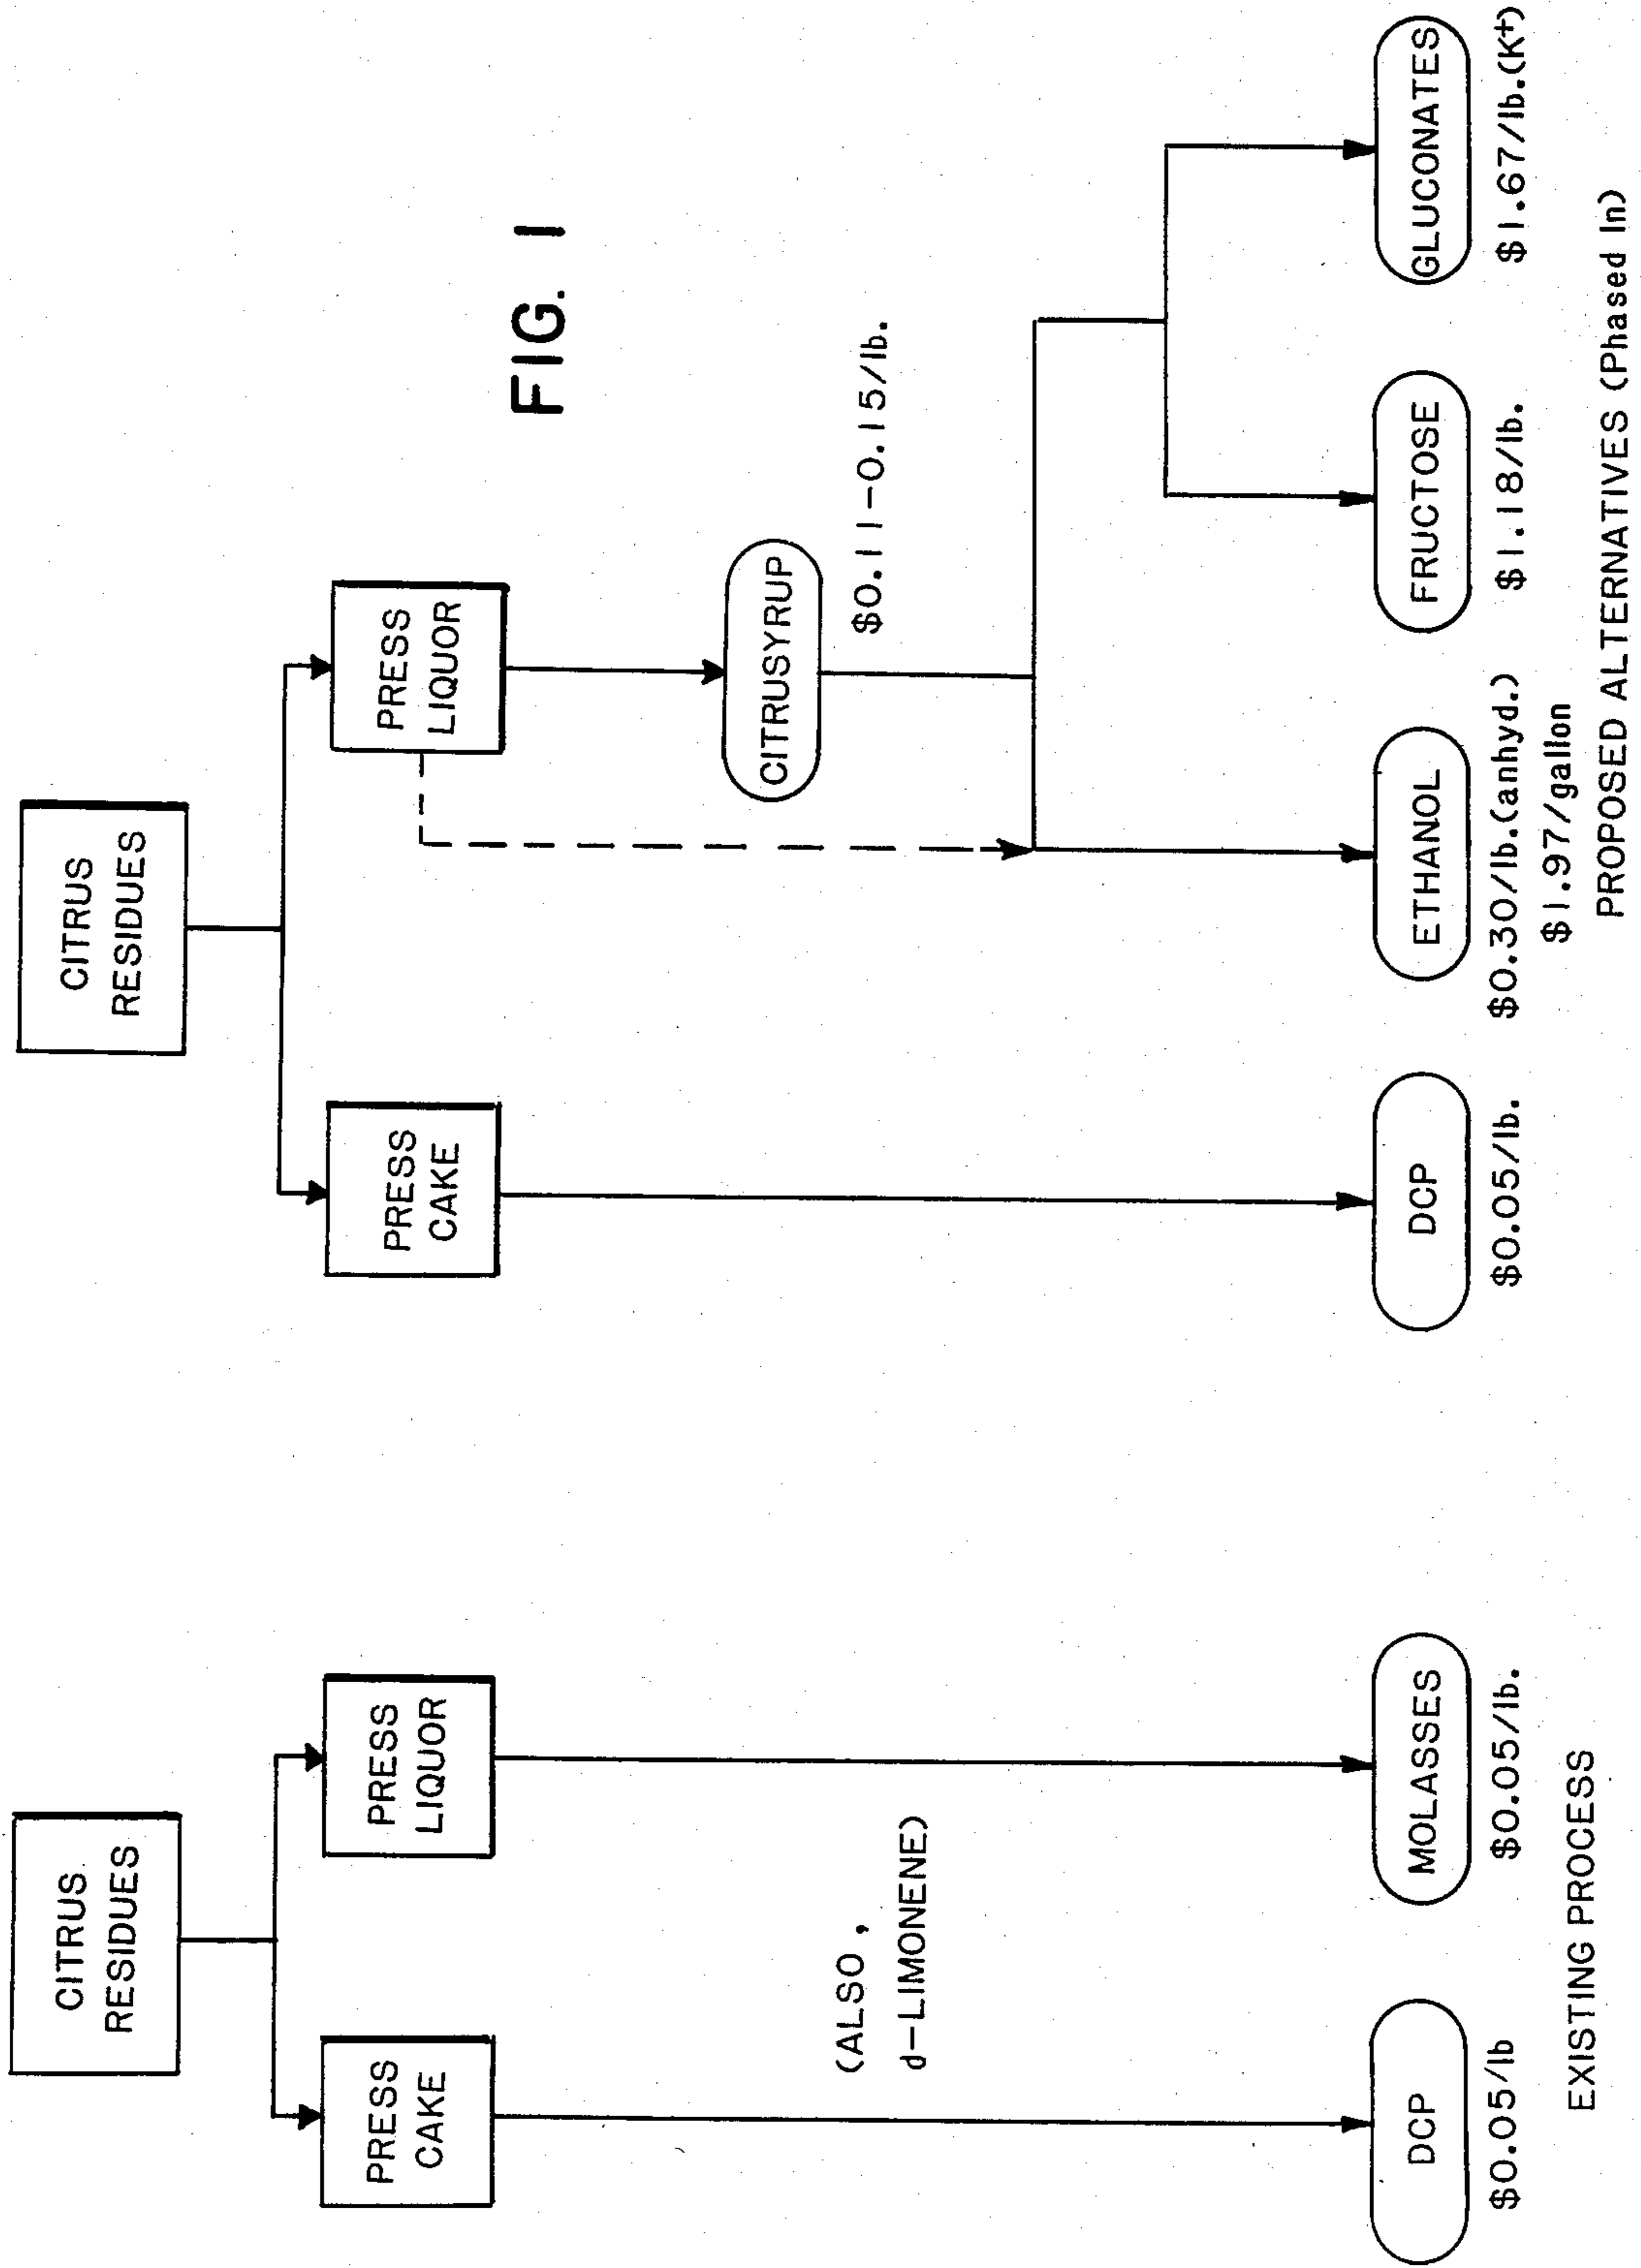 CITRUS
RESIDUES
PRESS
CAKE
PRESS
LIQUOR
(ALSO,
d-LIMONENE)
DCP
$0.05/lb
MOLASSES
$0.05/lb.
EXISTING PROCESS
CITRUS
RESIDUES
PRESS
CAKE
PRESS
LIQUOR
FIG. 1
CITRUSYRUP
$0.11-0.15/lb.
DCP
$0.05/lb.
ETHANOL
$0.30/lb.(anhyd.)
$1.97/gallon
FRUCTOSE
$1.18/lb.
GLUCONATES
$1.67/lb.(K+)
PROPOSED ALTERNATIVES (Phased In)